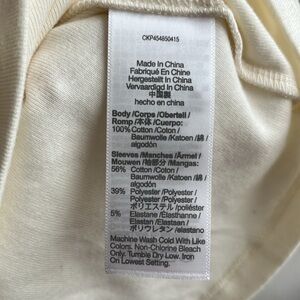 CKP454850415
Made In China
Fabriqué En Chine
Hergestellt In China
Vervaardigd In China
中国製
hecho en china
Body/Corps/Oberteil/
Romp/本体/Cuerpo:
100% Cotton/Coton/
Baumwolle/Katoen/綿/
algodón
Sleeves/Manches/Ärmel/
Mouwen/袖部分/Mangas:
56% Cotton/Coton/
Baumwolle/Katoen/綿/
algodón
39% Polyester/Polyester/
Polyester/Polyester/
ポリエステル/poliéster
5% Elastane/Élasthanne/
Elastan/Elastaan/
ポリウレタン/elastano
Machine Wash Cold With Like
Colors. Non-Chlorine Bleach
Only. Tumble Dry Low. Iron
On Lowest Setting.